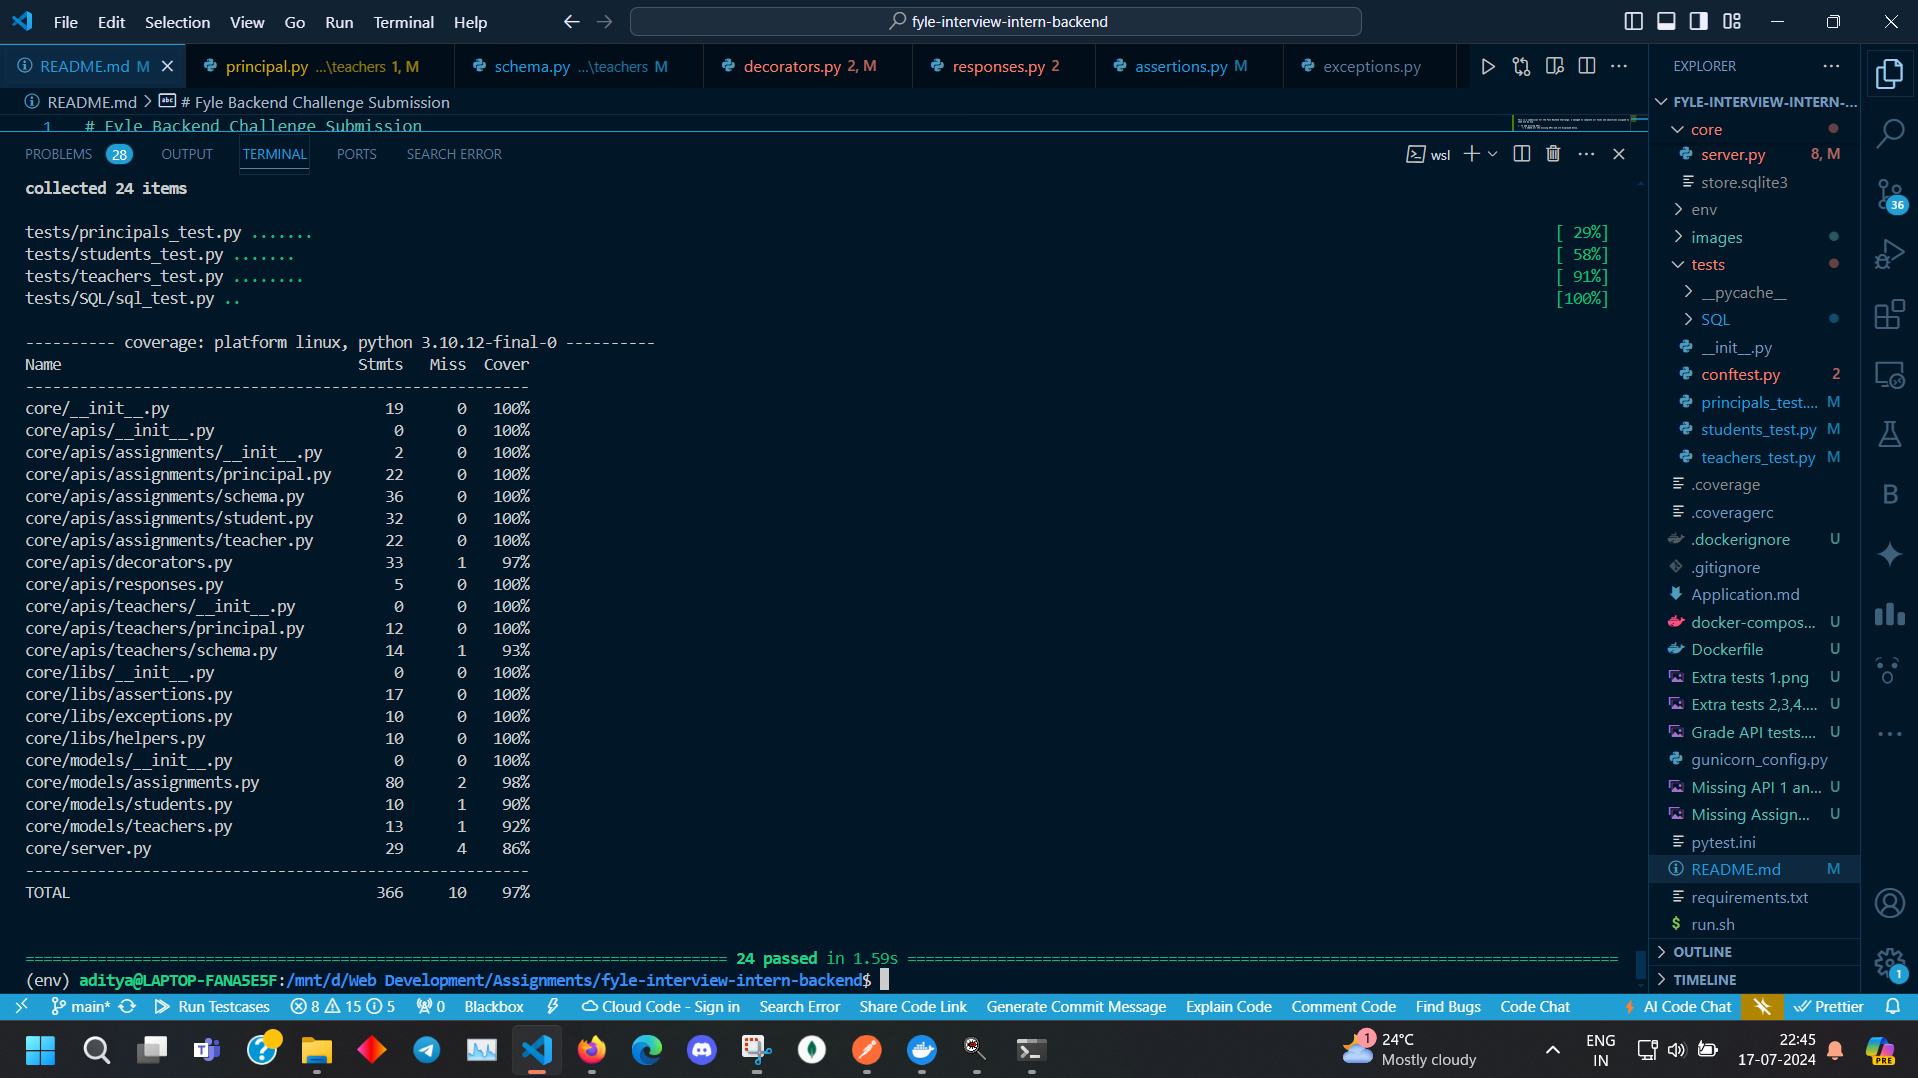 File Edit Selection View Go Run Terminal Help
fyle-interview-intern-backend
README.md M
principal.py ...\teachers 1, M
schema.py ...\teachers M
decorators.py 2, M
responses.py 2
assertions.py M
exceptions.py
README.md > # Fyle Backend Challenge Submission
1 # Fyle Backend Challenge Submission
PROBLEMS 28 OUTPUT TERMINAL PORTS SEARCH ERROR
wsl
collected 24 items
tests/principals_test.py ....... [ 29%]
tests/students_test.py ....... [ 58%]
tests/teachers_test.py ........ [ 91%]
tests/SQL/sql_test.py .. [100%]
---------- coverage: platform linux, python 3.10.12-final-0 ----------
Name Stmts Miss Cover
--------------------------------------------------------
core/__init__.py 19 0 100%
core/apis/__init__.py 0 0 100%
core/apis/assignments/__init__.py 2 0 100%
core/apis/assignments/principal.py 22 0 100%
core/apis/assignments/schema.py 36 0 100%
core/apis/assignments/student.py 32 0 100%
core/apis/assignments/teacher.py 22 0 100%
core/apis/decorators.py 33 1 97%
core/apis/responses.py 5 0 100%
core/apis/teachers/__init__.py 0 0 100%
core/apis/teachers/principal.py 12 0 100%
core/apis/teachers/schema.py 14 1 93%
core/libs/__init__.py 0 0 100%
core/libs/assertions.py 17 0 100%
core/libs/exceptions.py 10 0 100%
core/libs/helpers.py 10 0 100%
core/models/__init__.py 0 0 100%
core/models/assignments.py 80 2 98%
core/models/students.py 10 1 90%
core/models/teachers.py 13 1 92%
core/server.py 29 4 86%
--------------------------------------------------------
TOTAL 366 10 97%
24 passed in 1.59s
(env) aditya@LAPTOP-FANA5E5F:/mnt/d/Web Development/Assignments/fyle-interview-intern-backend$
EXPLORER
FYLE-INTERVIEW-INTERN-...
core
server.py 8, M
store.sqlite3
env
images
tests
__pycache__
SQL
__init__.py
conftest.py 2
principals_test.... M
students_test.py M
teachers_test.py M
.coverage
.coveragerc
.dockerignore U
.gitignore
Application.md
docker-compos... U
Dockerfile U
Extra tests 1.png U
Extra tests 2,3,4.... U
Grade API tests.... U
gunicorn_config.py
Missing API 1 an... U
Missing Assign... U
pytest.ini
README.md M
requirements.txt
run.sh
OUTLINE
TIMELINE
36
B
1
main* Run Testcases 8 15 5 0 Blackbox Cloud Code - Sign in Search Error Share Code Link Generate Commit Message Explain Code Comment Code Find Bugs Code Chat AI Code Chat Prettier
1
24°C
Mostly cloudy
ENG
IN
22:45
17-07-2024
PRE